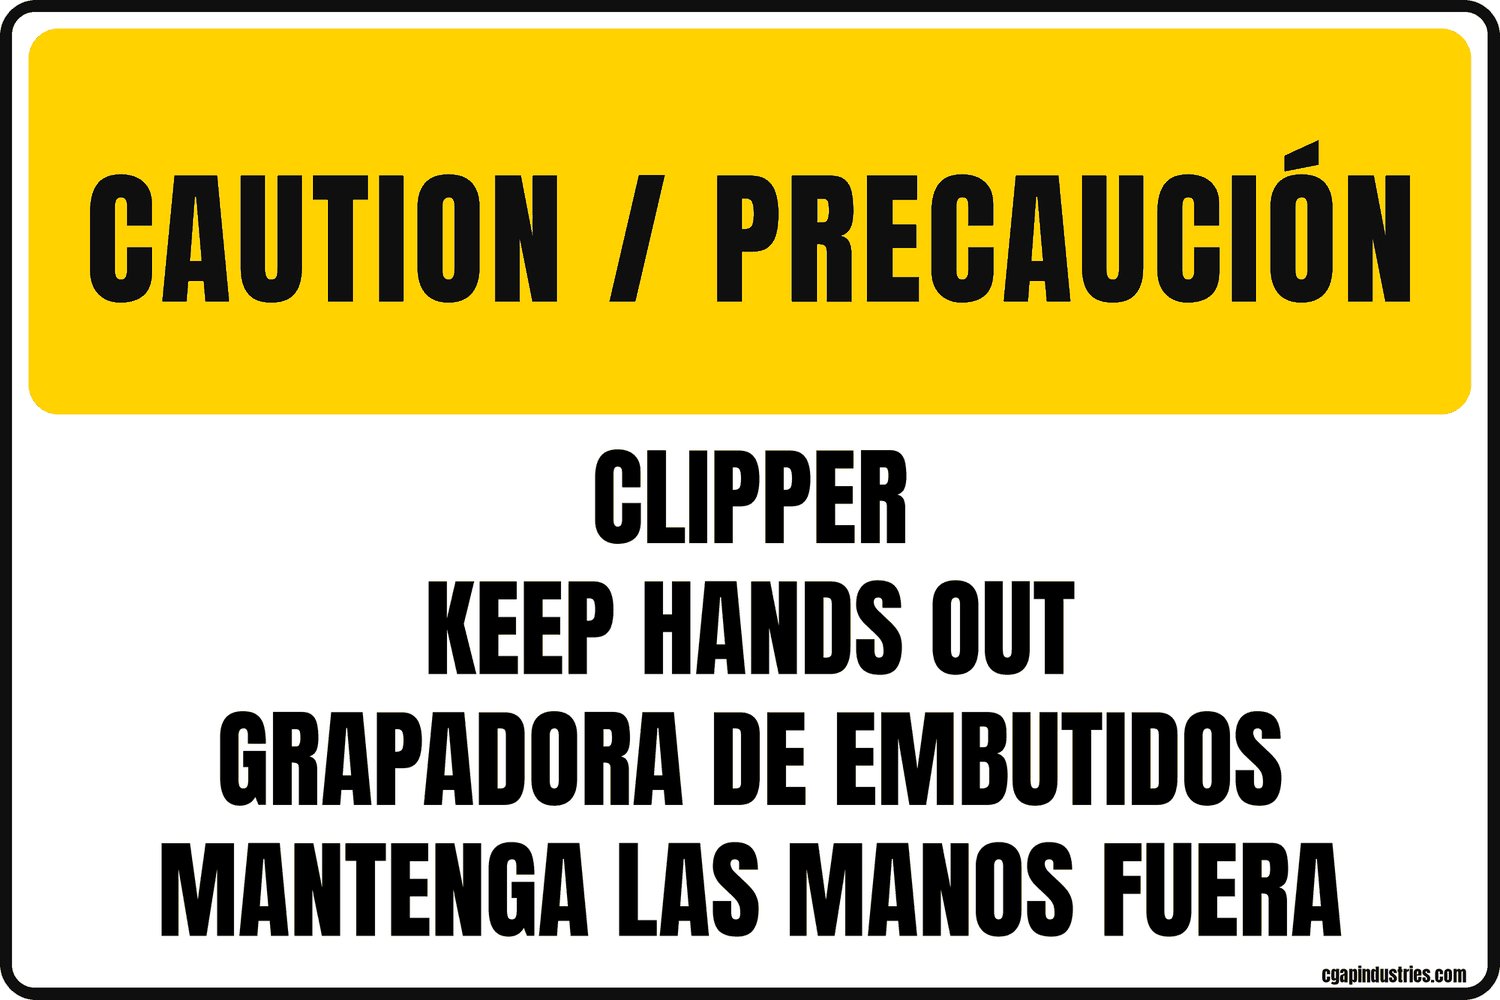 CAUTION / PRECAUCIÓN
CLIPPER
KEEP HANDS OUT
GRAPADORA DE EMBUTIDOS
MANTENGA LAS MANOS FUERA
cgapindustries.com